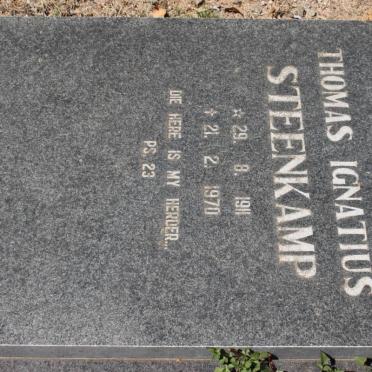 THOMAS IGNATIUS
STEENKAMP
☆ 29. 8. 1911
✝ 21. 2. 1970
DIE HERE IS MY HERDER...
PS. 23